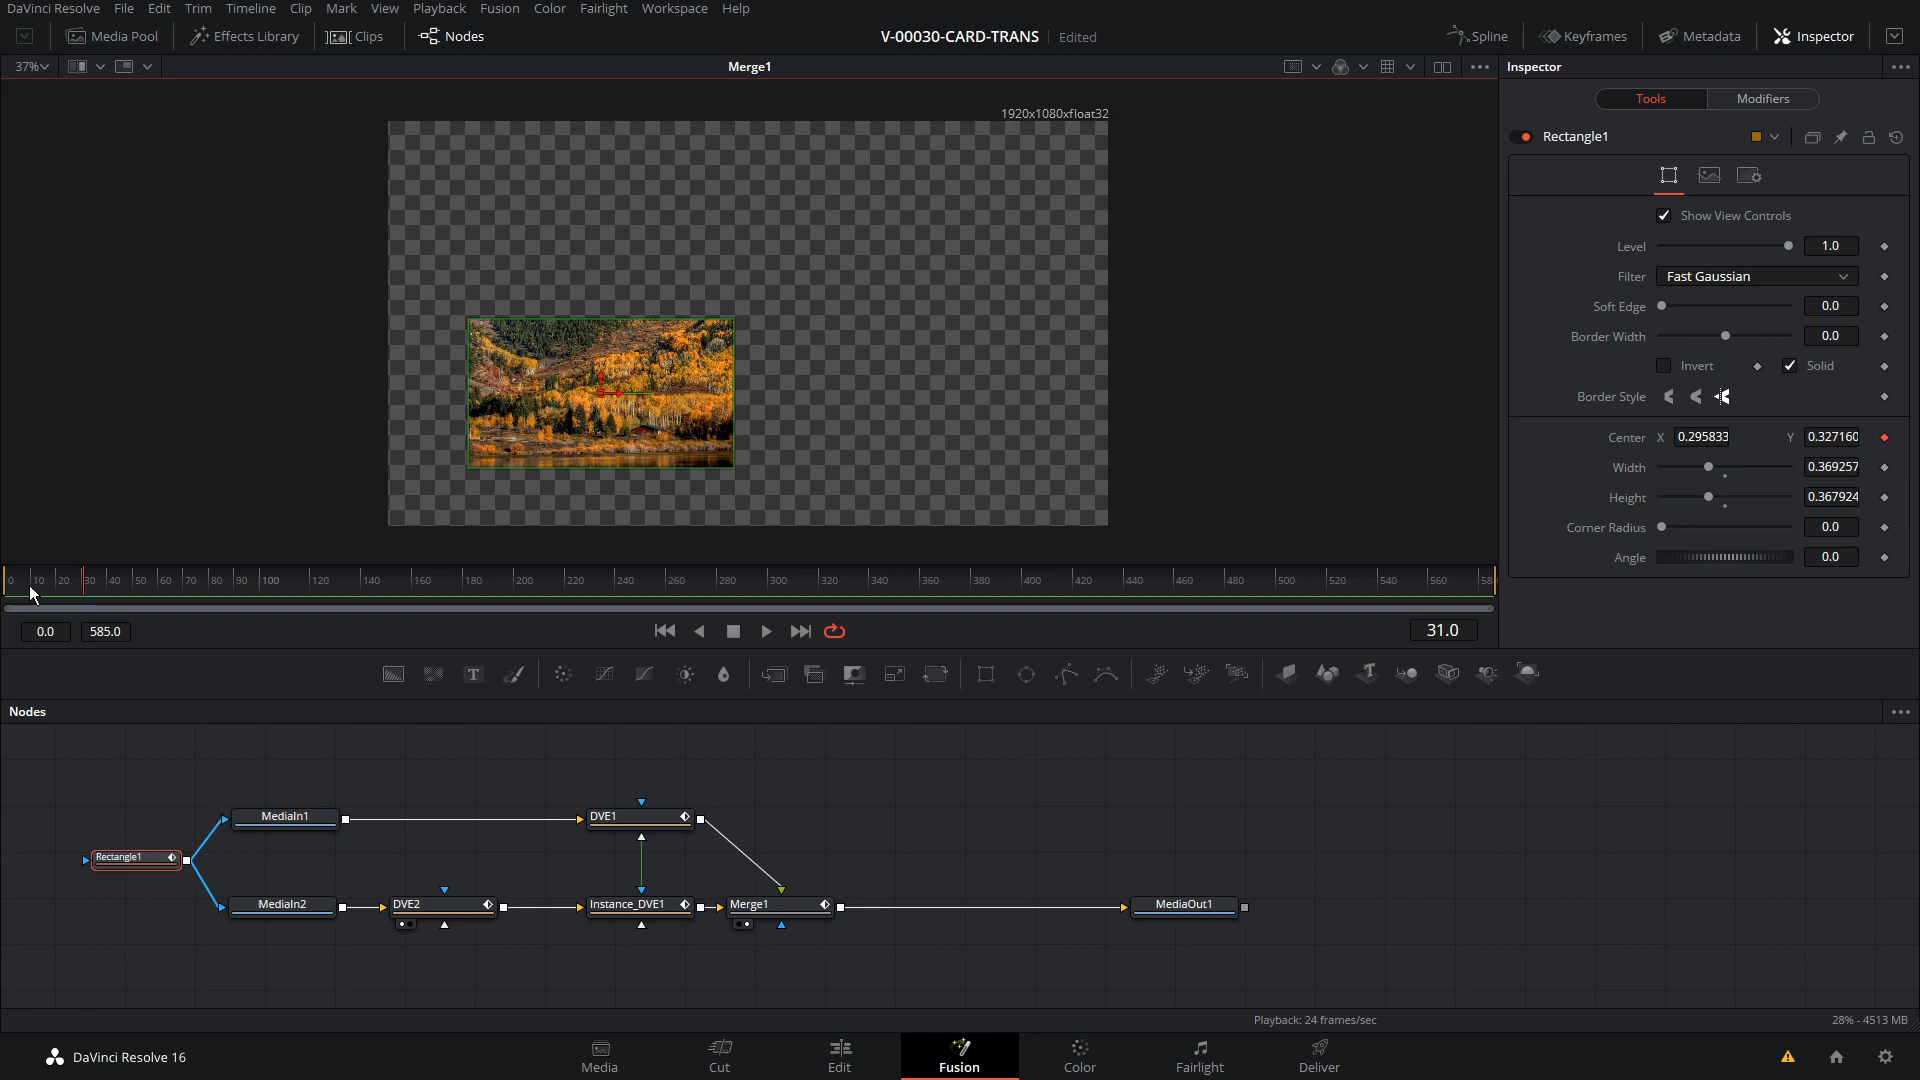 DaVinci Resolve File Edit Trim Timeline Clip Mark View Playback Fusion Color Fairlight Workspace Help
Media Pool Effects Library Clips Nodes V-00030-CARD-TRANS Edited Spline Keyframes Metadata Inspector
37% Merge1 Inspector
1920x1080xfloat32
Tools Modifiers
Rectangle1
Show View Controls
Level 1.0
Filter Fast Gaussian
Soft Edge 0.0
Border Width 0.0
Invert Solid
Border Style
Center X 0.295833 Y 0.327160
Width 0.369257
Height 0.367924
Corner Radius 0.0
Angle 0.0
0 10 20 30 40 50 60 70 80 90 100 120 140 160 180 200 220 240 260 280 300 320 340 360 380 400 420 440 460 480 500 520 540 560 58
0.0 585.0 31.0
Nodes
MediaIn1 DVE1
Rectangle1
MediaIn2 DVE2 Instance_DVE1 Merge1 MediaOut1
Playback: 24 frames/sec 28% - 4513 MB
DaVinci Resolve 16 Media Cut Edit Fusion Color Fairlight Deliver